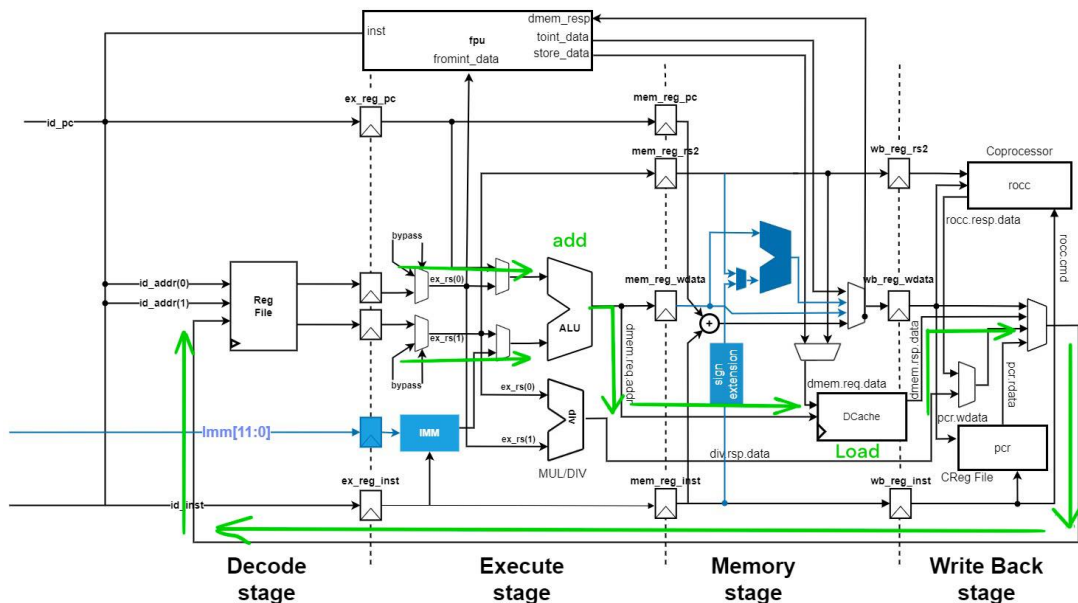 inst
fpu
fromint_data
dmem_resp
toint_data
store_data
ex_reg_pc
mem_reg_pc
id_pc
mem_reg_rs2
wb_reg_rs2
Coprocessor
rocc
rocc.resp.data
rocc.cmd
bypass
add
id_addr(0)
id_addr(1)
Reg
File
ex_rs(0)
ex_rs(1)
bypass
ALU
mem_reg_wdata
wb_reg_wdata
+
dmem.req.addr
sign
extension
dmem.req.data
dmem.rsp.data
pcr.rdata
ex_rs(0)
ex_rs(1)
div
MUL/DIV
Imm[11:0]
IMM
DCache
Load
div.rsp.data
pcr.wdata
pcr
CReg File
id_inst
ex_reg_inst
mem_reg_inst
wb_reg_inst
Decode
stage
Execute
stage
Memory
stage
Write Back
stage